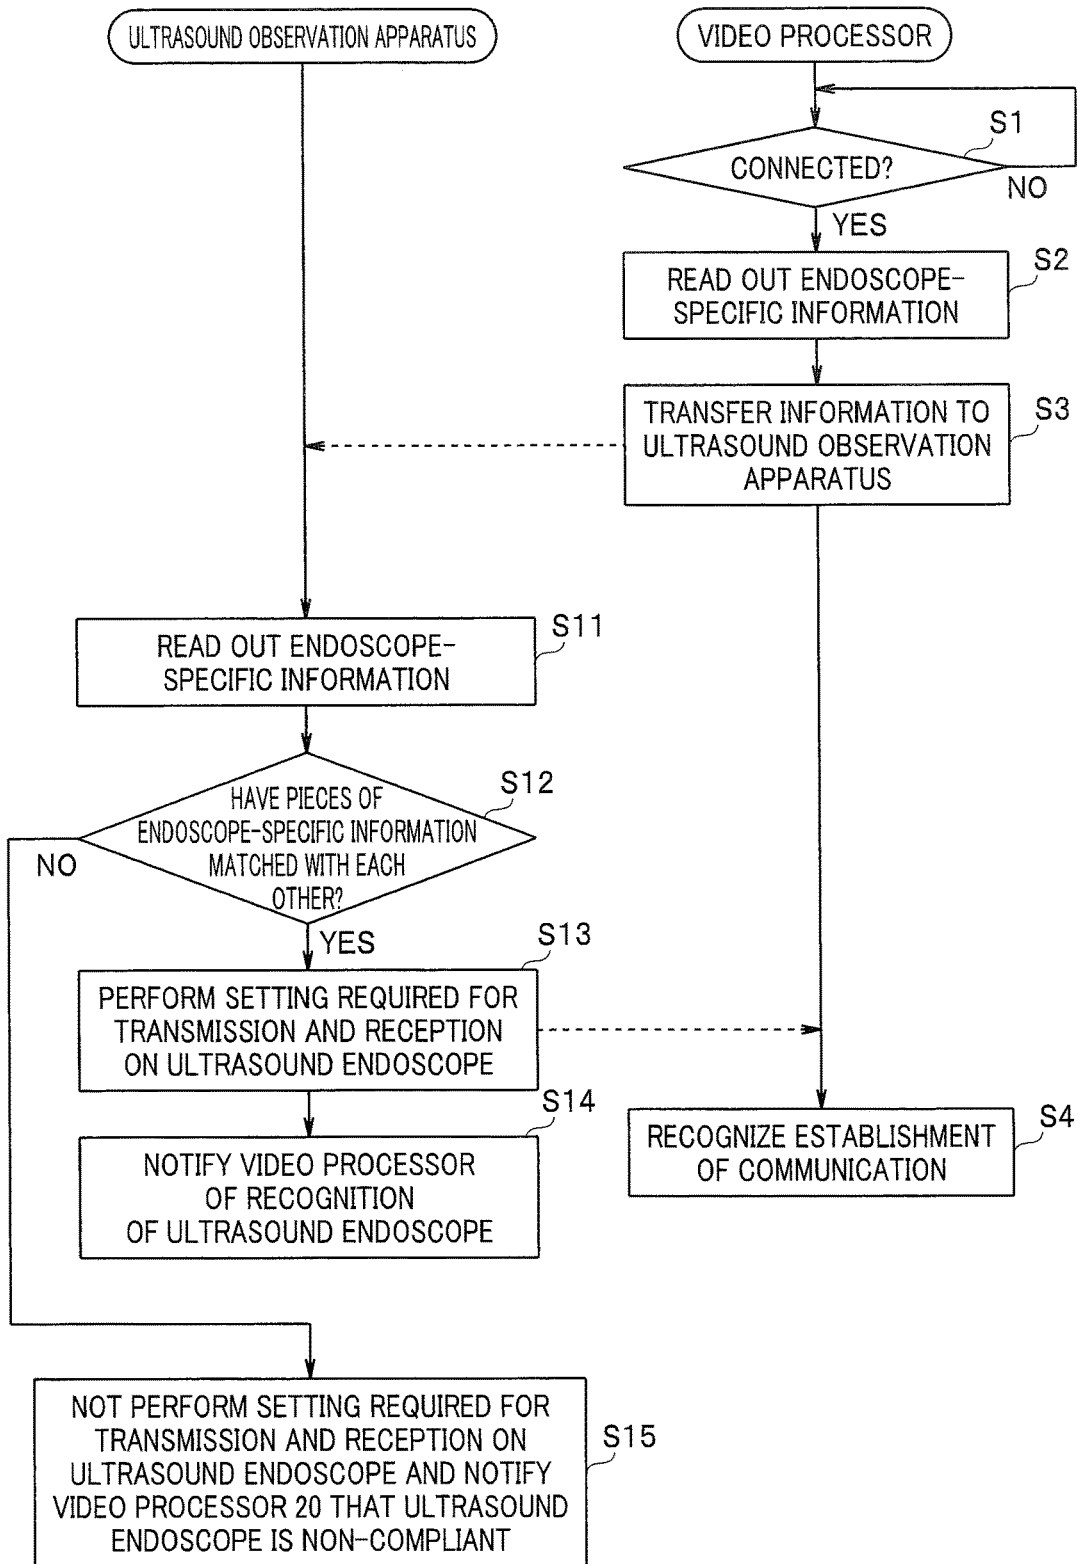 ULTRASOUND OBSERVATION APPARATUS
VIDEO PROCESSOR
S1
CONNECTED?
NO
YES
S2
READ OUT ENDOSCOPE-
SPECIFIC INFORMATION
S3
TRANSFER INFORMATION TO
ULTRASOUND OBSERVATION
APPARATUS
S11
READ OUT ENDOSCOPE-
SPECIFIC INFORMATION
S12
HAVE PIECES OF
ENDOSCOPE-SPECIFIC INFORMATION
MATCHED WITH EACH
OTHER?
NO
YES
S13
PERFORM SETTING REQUIRED FOR
TRANSMISSION AND RECEPTION
ON ULTRASOUND ENDOSCOPE
S14
NOTIFY VIDEO PROCESSOR
OF RECOGNITION
OF ULTRASOUND ENDOSCOPE
S4
RECOGNIZE ESTABLISHMENT
OF COMMUNICATION
S15
NOT PERFORM SETTING REQUIRED FOR
TRANSMISSION AND RECEPTION ON
ULTRASOUND ENDOSCOPE AND NOTIFY
VIDEO PROCESSOR 20 THAT ULTRASOUND
ENDOSCOPE IS NON-COMPLIANT